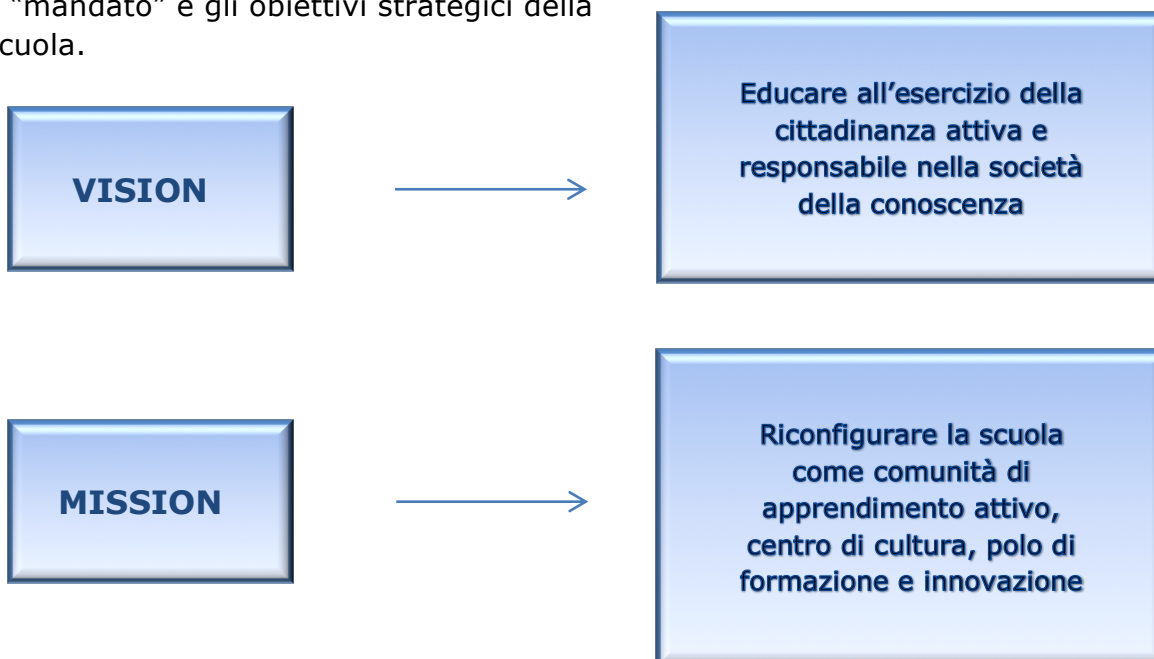 "mandato" e gli obiettivi strategici della
cuola.
VISION
Educare all’esercizio della
cittadinanza attiva e
responsabile nella società
della conoscenza
MISSION
Riconfigurare la scuola
come comunità di
apprendimento attivo,
centro di cultura, polo di
formazione e innovazione